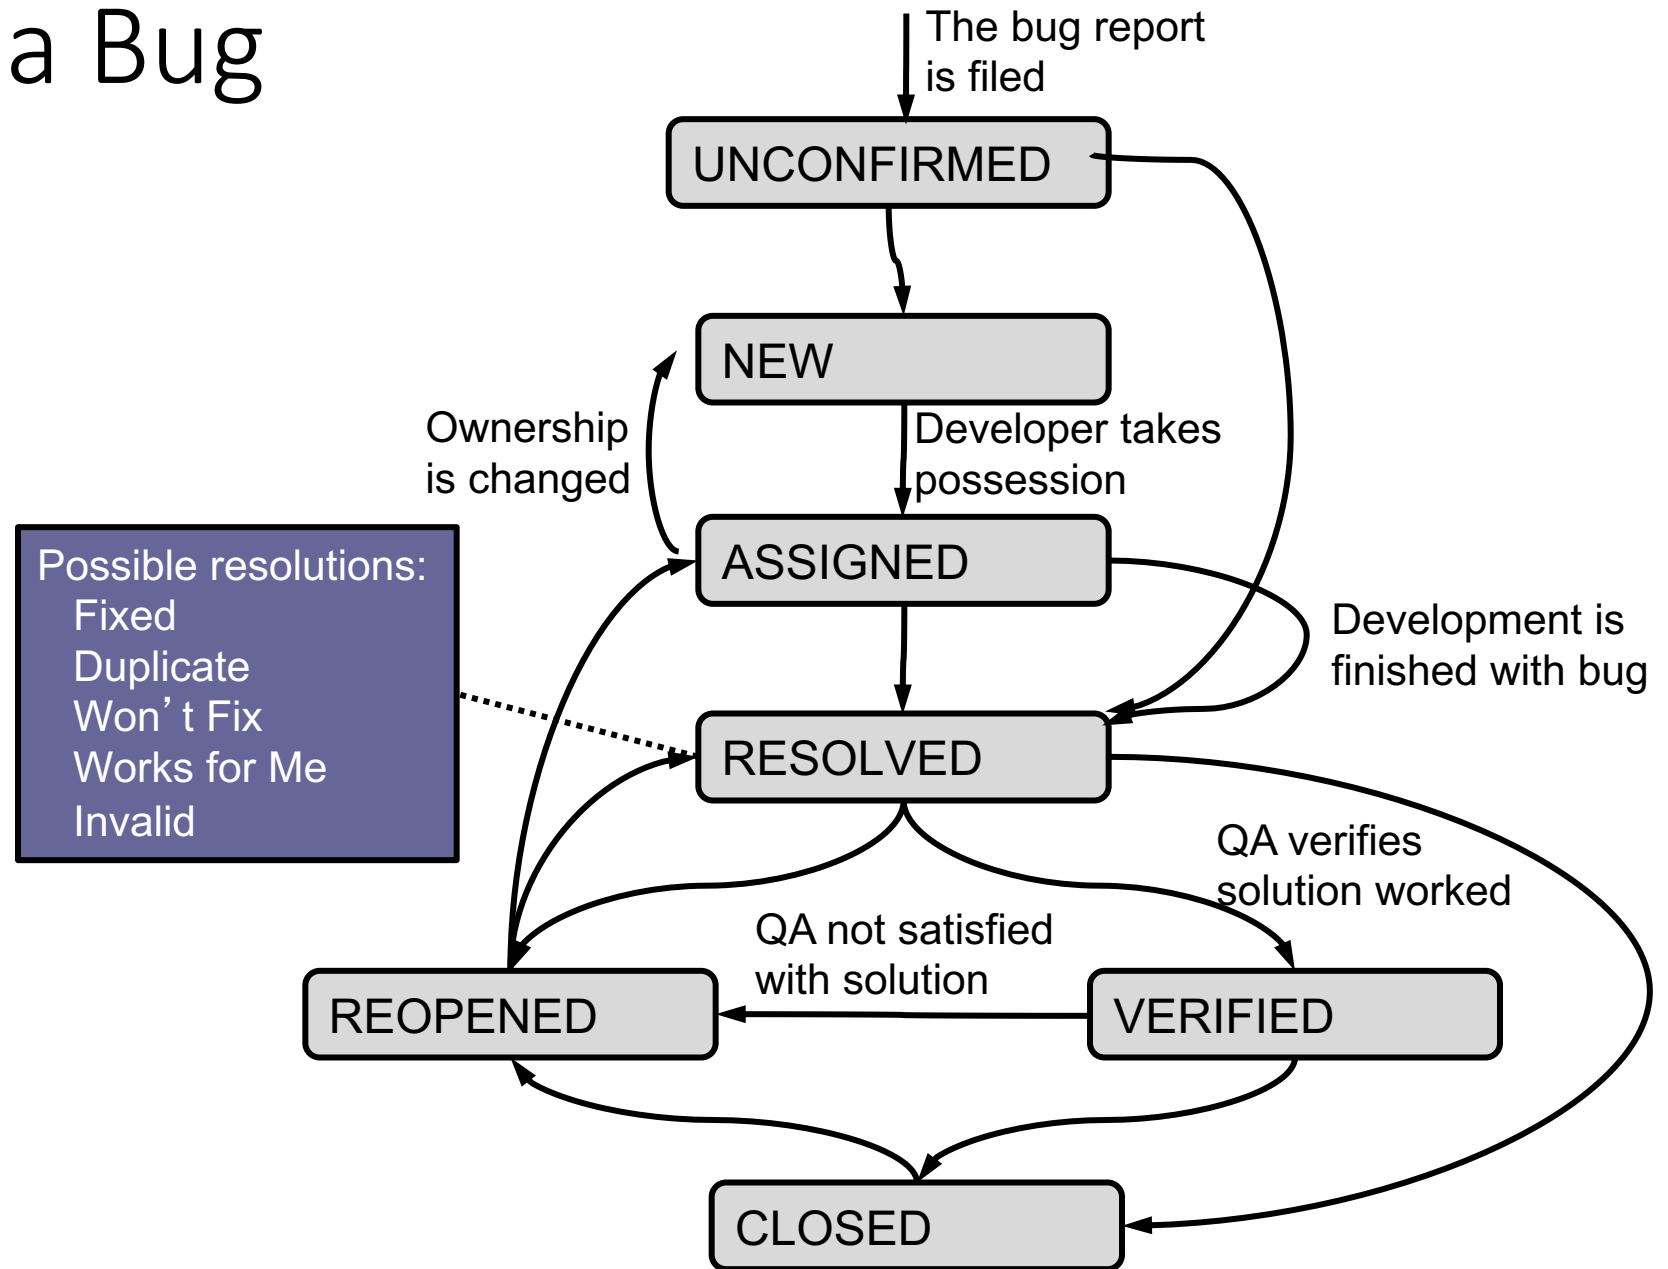 a Bug
The bug report
is filed
UNCONFIRMED
NEW
Ownership
is changed
Developer takes
possession
ASSIGNED
Possible resolutions:
Fixed
Duplicate
Won’t Fix
Works for Me
Invalid
Development is
finished with bug
RESOLVED
QA verifies
solution worked
QA not satisfied
with solution
REOPENED
VERIFIED
CLOSED